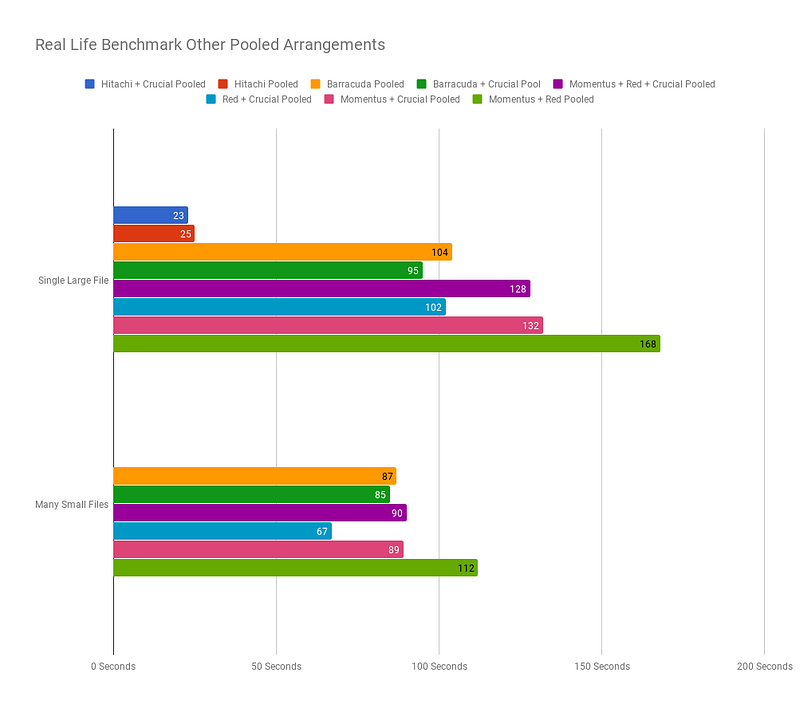 Real Life Benchmark Other Pooled Arrangements
Hitachi + Crucial Pooled Hitachi Pooled Barracuda Pooled Barracuda + Crucial Pool Momentus + Red + Crucial Pooled
Red + Crucial Pooled Momentus + Crucial Pooled Momentus + Red Pooled
23
25
104
95
Single Large File
128
102
132
168
87
85
Many Small Files
90
67
89
112
0 Seconds 50 Seconds 100 Seconds 150 Seconds 200 Seconds